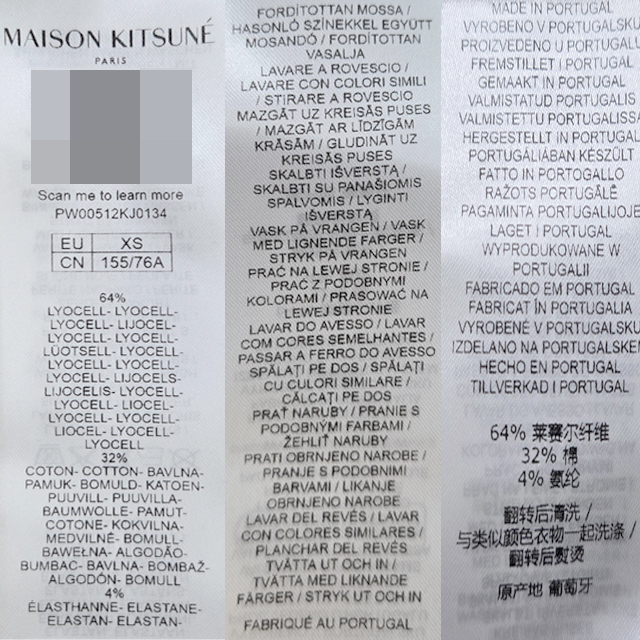 MAISON KITSUNÉ
PARIS
Scan me to learn more
PW00512KJ0134
EU XS
CN 155/76A
64%
LYOCELL- LYOCELL-
LYOCELL- LIJOCEL-
LYOCELL- LYOCELL-
LÜOTSELL- LYOCELL-
LYOCELL- LYOCELL-
LYOCELL- LIJOCELS-
LIJOCELIS- LYOCELL-
LYOCELL- LIOCEL-
LIOCEL- LYOCELL-
LYOCELL
32%
COTON- COTTON- BAVLNA-
PAMUK- BOMULD- KATOEN-
PUUVILL- PUUVILLA-
BAUMWOLLE- PAMUT-
COTONE- KOKVILNA-
MEDVILNÉ- BOMULL-
BAWEŁNA- ALGODÃO-
BUMBAC- BAVLNA- BOMBAŽ-
ALGODÓN- BOMULL
4%
ÉLASTHANNE- ELASTANE-
ELASTAN- ELASTAN-
FORDÍTOTTAN MOSSA /
HASONLÓ SZÍNEKKEL EGYÜTT
MOSANDÓ / FORDÍTOTTAN
VASALJA
LAVARE A ROVESCIO /
LAVARE CON COLORI SIMILI
/ STIRARE A ROVESCIO
MAZGĀT UZ KREISĀS PUSES
/ MAZGĀT AR LĪDZĪGĀM
KRĀSĀM / GLUDINĀT UZ
KREISĀS PUSES
SKALBTI IŠVERSTĄ /
SKALBTI SU PANAŠIOMIS
SPALVOMIS / LYGINTI
IŠVERSTĄ
VASK PÅ VRANGEN / VASK
MED LIGNENDE FARGER /
STRYK PÅ VRANGEN
PRAĆ NA LEWEJ STRONIE /
PRAĆ Z PODOBNYMI
KOLORAMI / PRASOWAĆ NA
LEWEJ STRONIE
LAVAR DO AVESSO / LAVAR
COM CORES SEMELHANTES /
PASSAR A FERRO DO AVESSO
SPĂLAȚI PE DOS / SPĂLAȚI
CU CULORI SIMILARE /
CĂLCAȚI PE DOS
PRAŤ NARUBY / PRANIE S
PODOBNÝMI FARBAMI /
ŽEHLIŤ NARUBY
PRATI OBRNJENO NAROBE /
PRANJE S PODOBNIMI
BARVAMI / LIKANJE
OBRNJENO NAROBE
LAVAR DEL REVÉS / LAVAR
CON COLORES SIMILARES /
PLANCHAR DEL REVÉS
TVÄTTA UT OCH IN /
TVÄTTA MED LIKNANDE
FÄRGER / STRYK UT OCH IN
FABRIQUÉ AU PORTUGAL
MADE IN PORTUGAL
VYROBENO V PORTUGALSKU
PROIZVEDENO U PORTUGALU
FREMSTILLET I PORTUGAL
GEMAAKT IN PORTUGAL
VALMISTATUD PORTUGALIS
VALMISTETTU PORTUGALISSA
HERGESTELLT IN PORTUGAL
PORTUGÁLIÁBAN KÉSZÜLT
FATTO IN PORTOGALLO
RAŽOTS PORTUGĀLĒ
PAGAMINTA PORTUGALIJOJE
LAGET I PORTUGAL
WYPRODUKOWANE W
PORTUGALII
FABRICADO EM PORTUGAL
FABRICAT ÎN PORTUGALIA
VYROBENÉ V PORTUGALSKU
IZDELANO NA PORTUGALSKEM
HECHO EN PORTUGAL
TILLVERKAD I PORTUGAL
64% 莱赛尔纤维
32% 棉
4% 氨纶
翻转后清洗 /
与类似颜色衣物一起洗涤 /
翻转后熨烫
原产地 葡萄牙